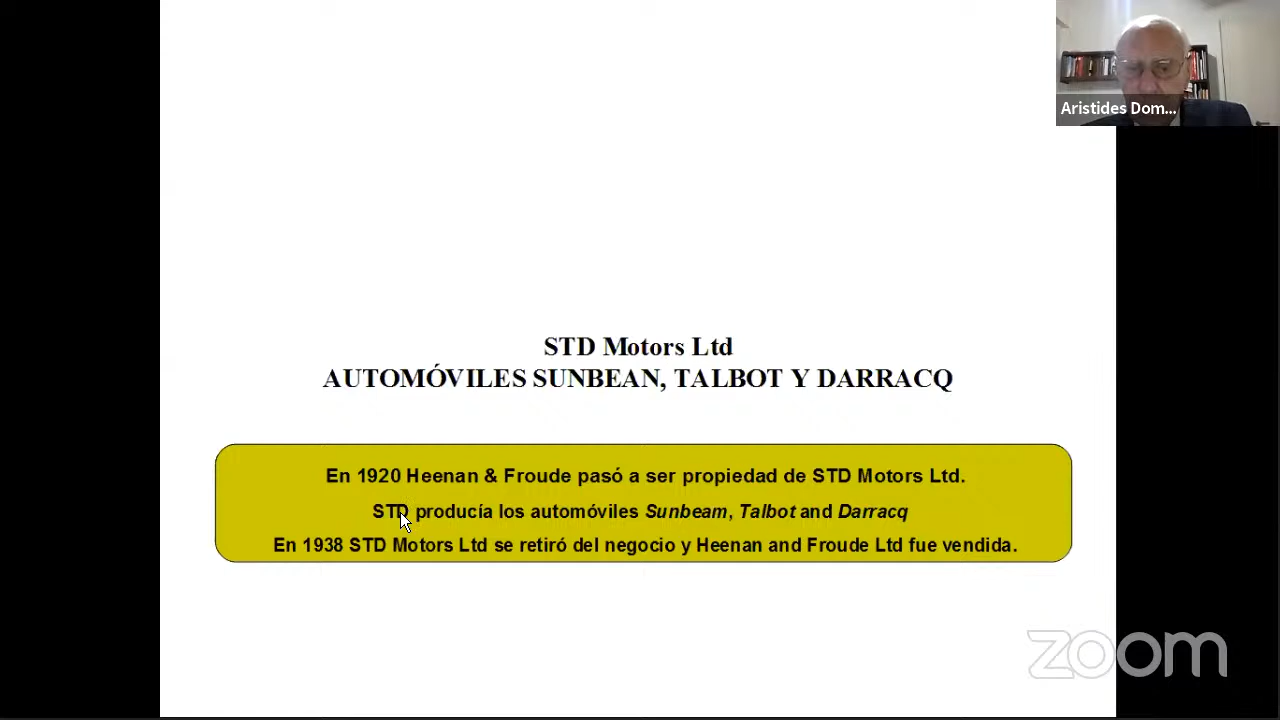 Aristides Dom...
STD Motors Ltd
AUTOMÓVILES SUNBEAN, TALBOT Y DARRACQ
En 1920 Heenan & Froude pasó a ser propiedad de STD Motors Ltd.
STD producía los automóviles Sunbeam, Talbot and Darracq
En 1938 STD Motors Ltd se retiró del negocio y Heenan and Froude Ltd fue vendida.
zoom